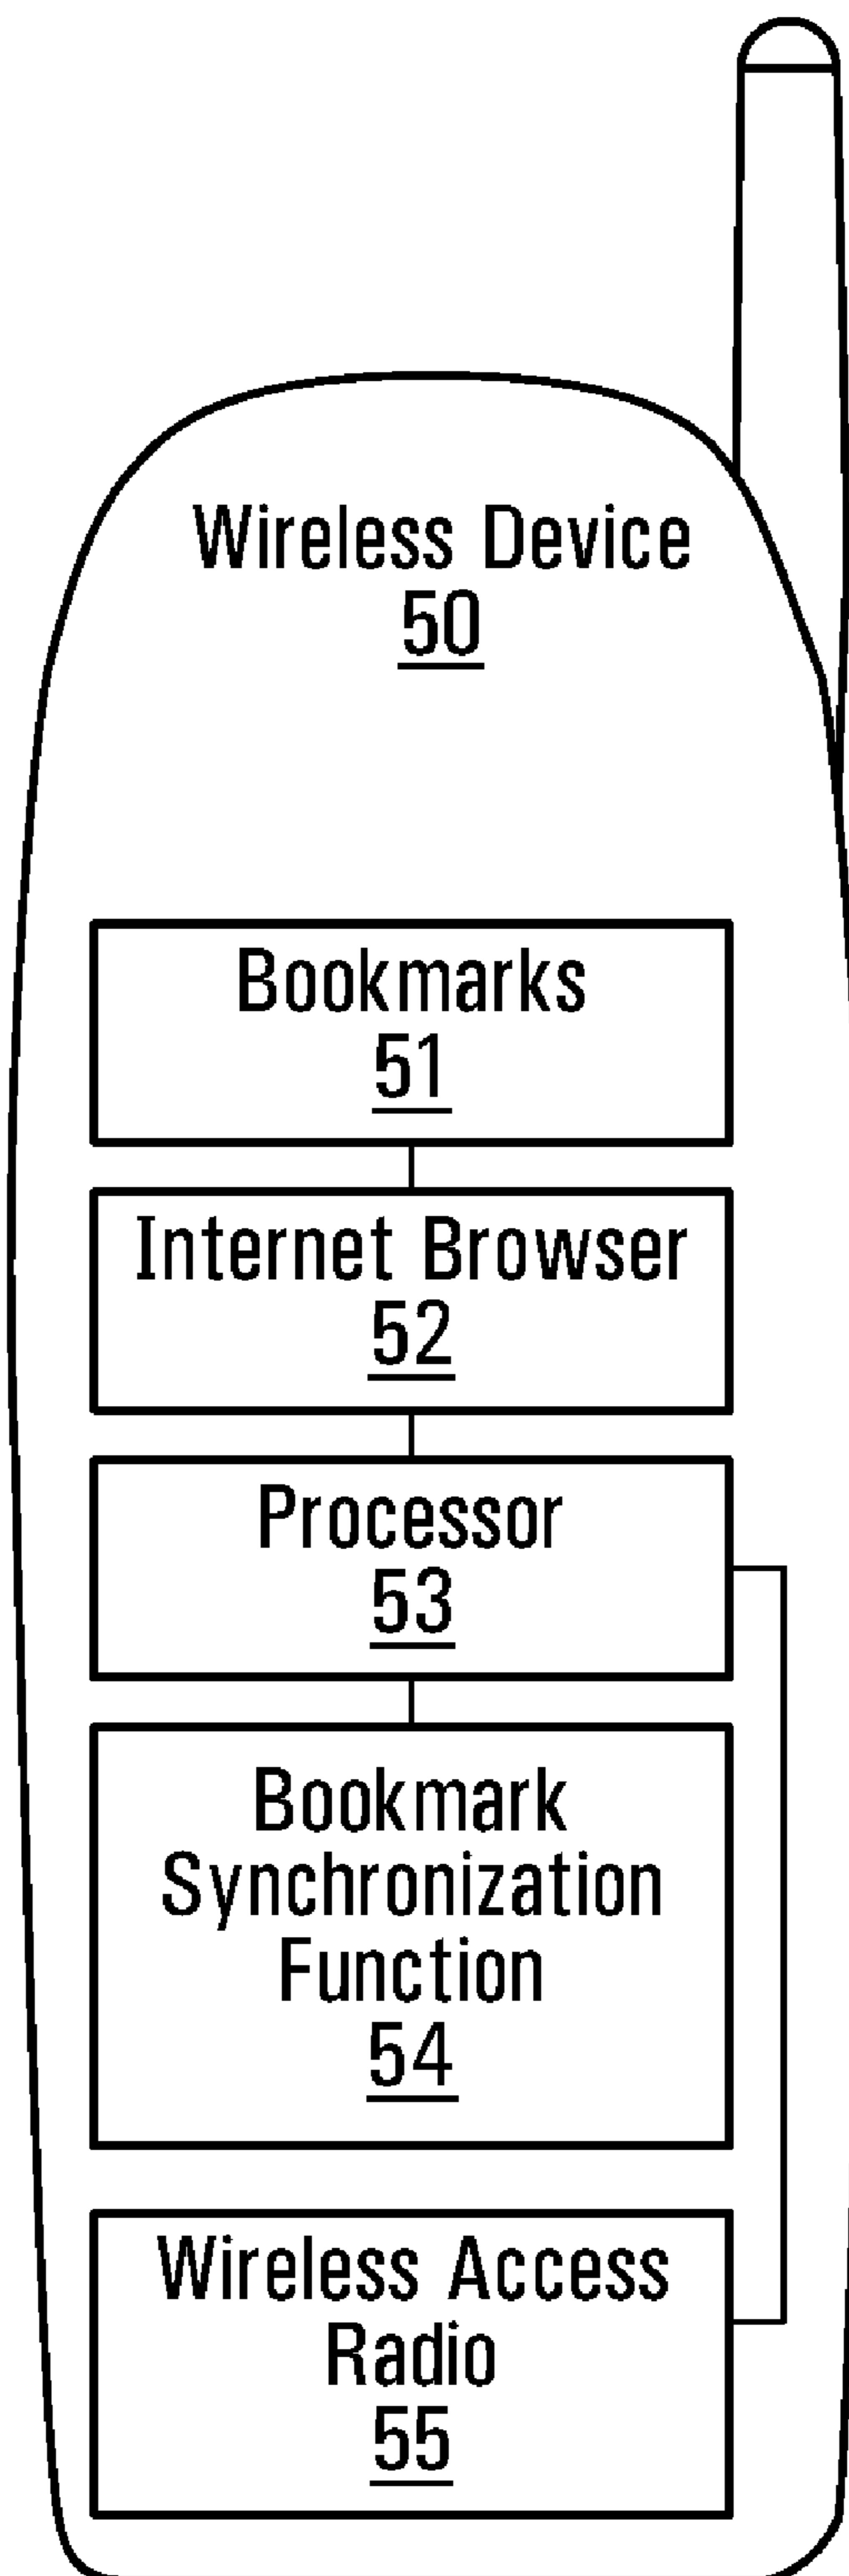 Wireless Device
50
Bookmarks
51
Internet Browser
52
Processor
53
Bookmark
Synchronization
Function
54
Wireless Access
Radio
55